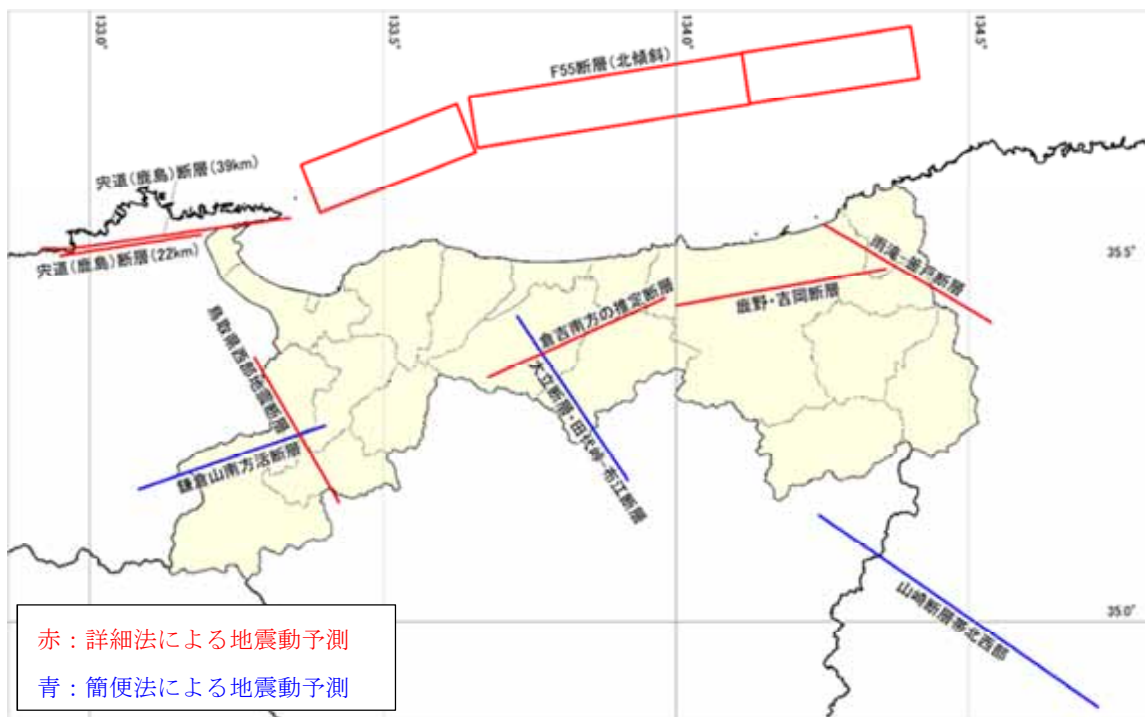 133.0°
133.5°
134.0°
134.5°
F55断層(北傾斜)
宍道(鹿島)断層(39km)
宍道(鹿島)断層(22km)
35.5°
雨滝-釜戸断層
鹿野・吉岡断層
倉吉南方の推定断層
鳥取県西部地震断層
大立断層・田代峠-布江断層
鎌倉山南方活断層
35.0°
山崎断層帯北西部
赤：詳細法による地震動予測
青：簡便法による地震動予測